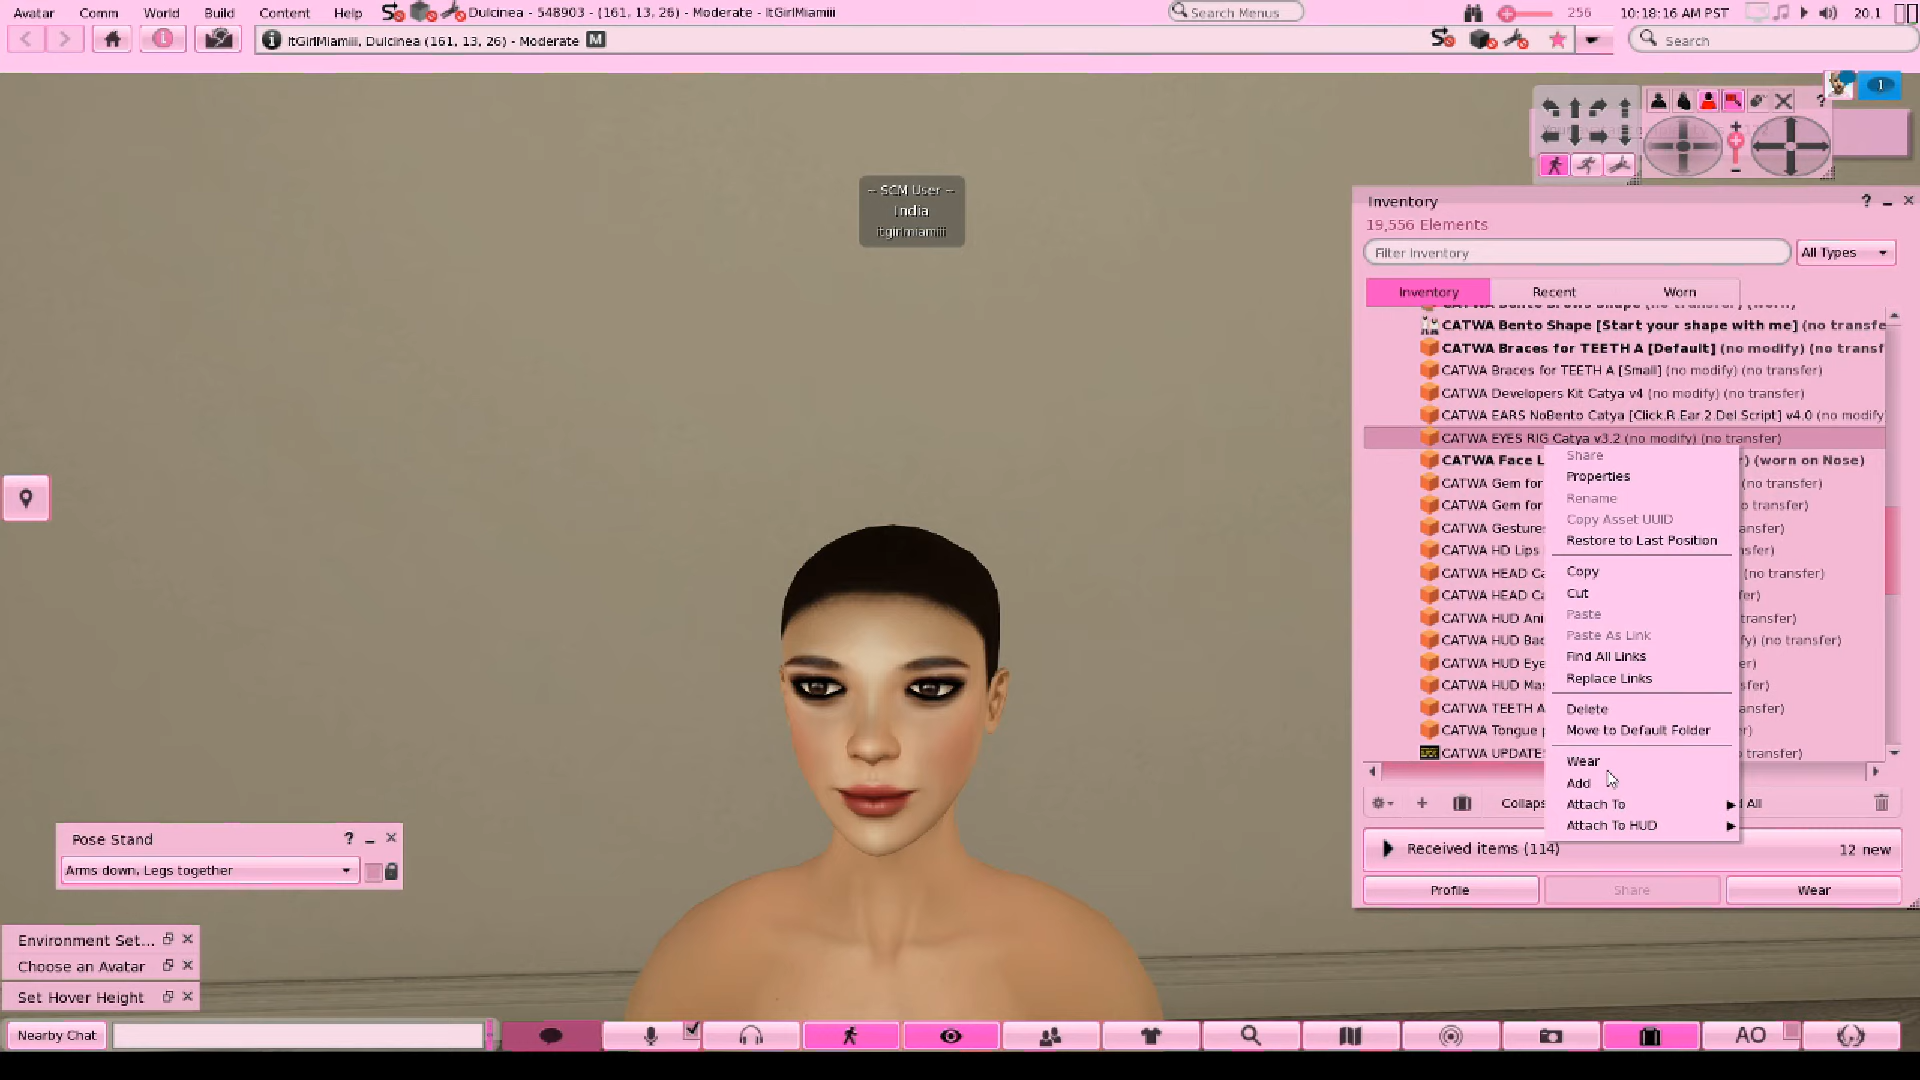 Avatar Comm World Build Content Help Dulcinea - 548903 - (161, 13, 26) - Moderate - ItGirlMiamiii Search Menus 256 10:18:16 AM PST 20.1
ItGirlMiamiii, Dulcinea (161, 13, 26) - Moderate M Search
1
?
-- SCM User --
India
itgirlmiamiii
Inventory ?
19,556 Elements
Filter Inventory All Types
Inventory Recent Worn
CATWA Bento Brows Shape (no transfer) (worn)
CATWA Bento Shape [Start your shape with me] (no transfe
CATWA Braces for TEETH A [Default] (no modify) (no transf
CATWA Braces for TEETH A [Small] (no modify) (no transfer)
CATWA Developers Kit Catya v4 (no modify) (no transfer)
CATWA EARS NoBento Catya [Click.R.Ear.2.Del.Script] v4.0 (no modify
CATWA EYES RIG Catya v3.2 (no modify) (no transfer)
CATWA Face L r) (worn on Nose)
CATWA Gem for (no transfer)
CATWA Gem for o transfer)
CATWA Gesture ansfer)
CATWA HD Lips nsfer)
CATWA HEAD Ca (no transfer)
CATWA HEAD Ca fer)
CATWA HUD Ani o transfer)
CATWA HUD Bac fy) (no transfer)
CATWA HUD Eye er)
CATWA HUD Mas sfer)
CATWA TEETH A ansfer)
CATWA Tongue er)
CATWA UPDATE transfer)
Share
Properties
Rename
Copy Asset UUID
Restore to Last Position
Copy
Cut
Paste
Paste As Link
Find All Links
Replace Links
Delete
Move to Default Folder
Wear
Add
Attach To
Attach To HUD
Collaps All
Received items (114) 12 new
Profile Share Wear
Pose Stand ?
Arms down, Legs together
Environment Set...
Choose an Avatar
Set Hover Height
Nearby Chat AO